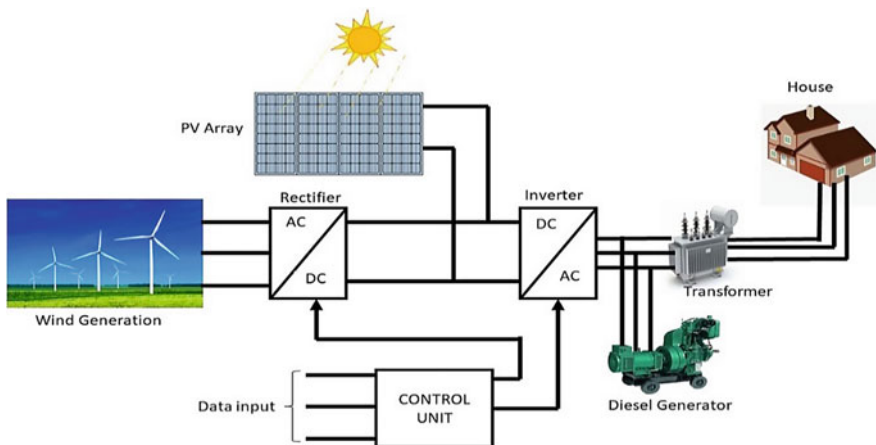 House
PV Array
Rectifier
Inverter
AC
DC
DC
AC
Transformer
Wind Generation
Data input
CONTROL
UNIT
Diesel Generator